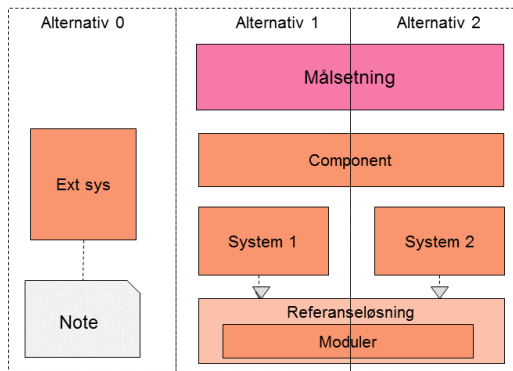 Alternativ 0
Alternativ 1
Alternativ 2
Målsetning
Component
Ext sys
System 1
System 2
Note
Referanseløsning
Moduler